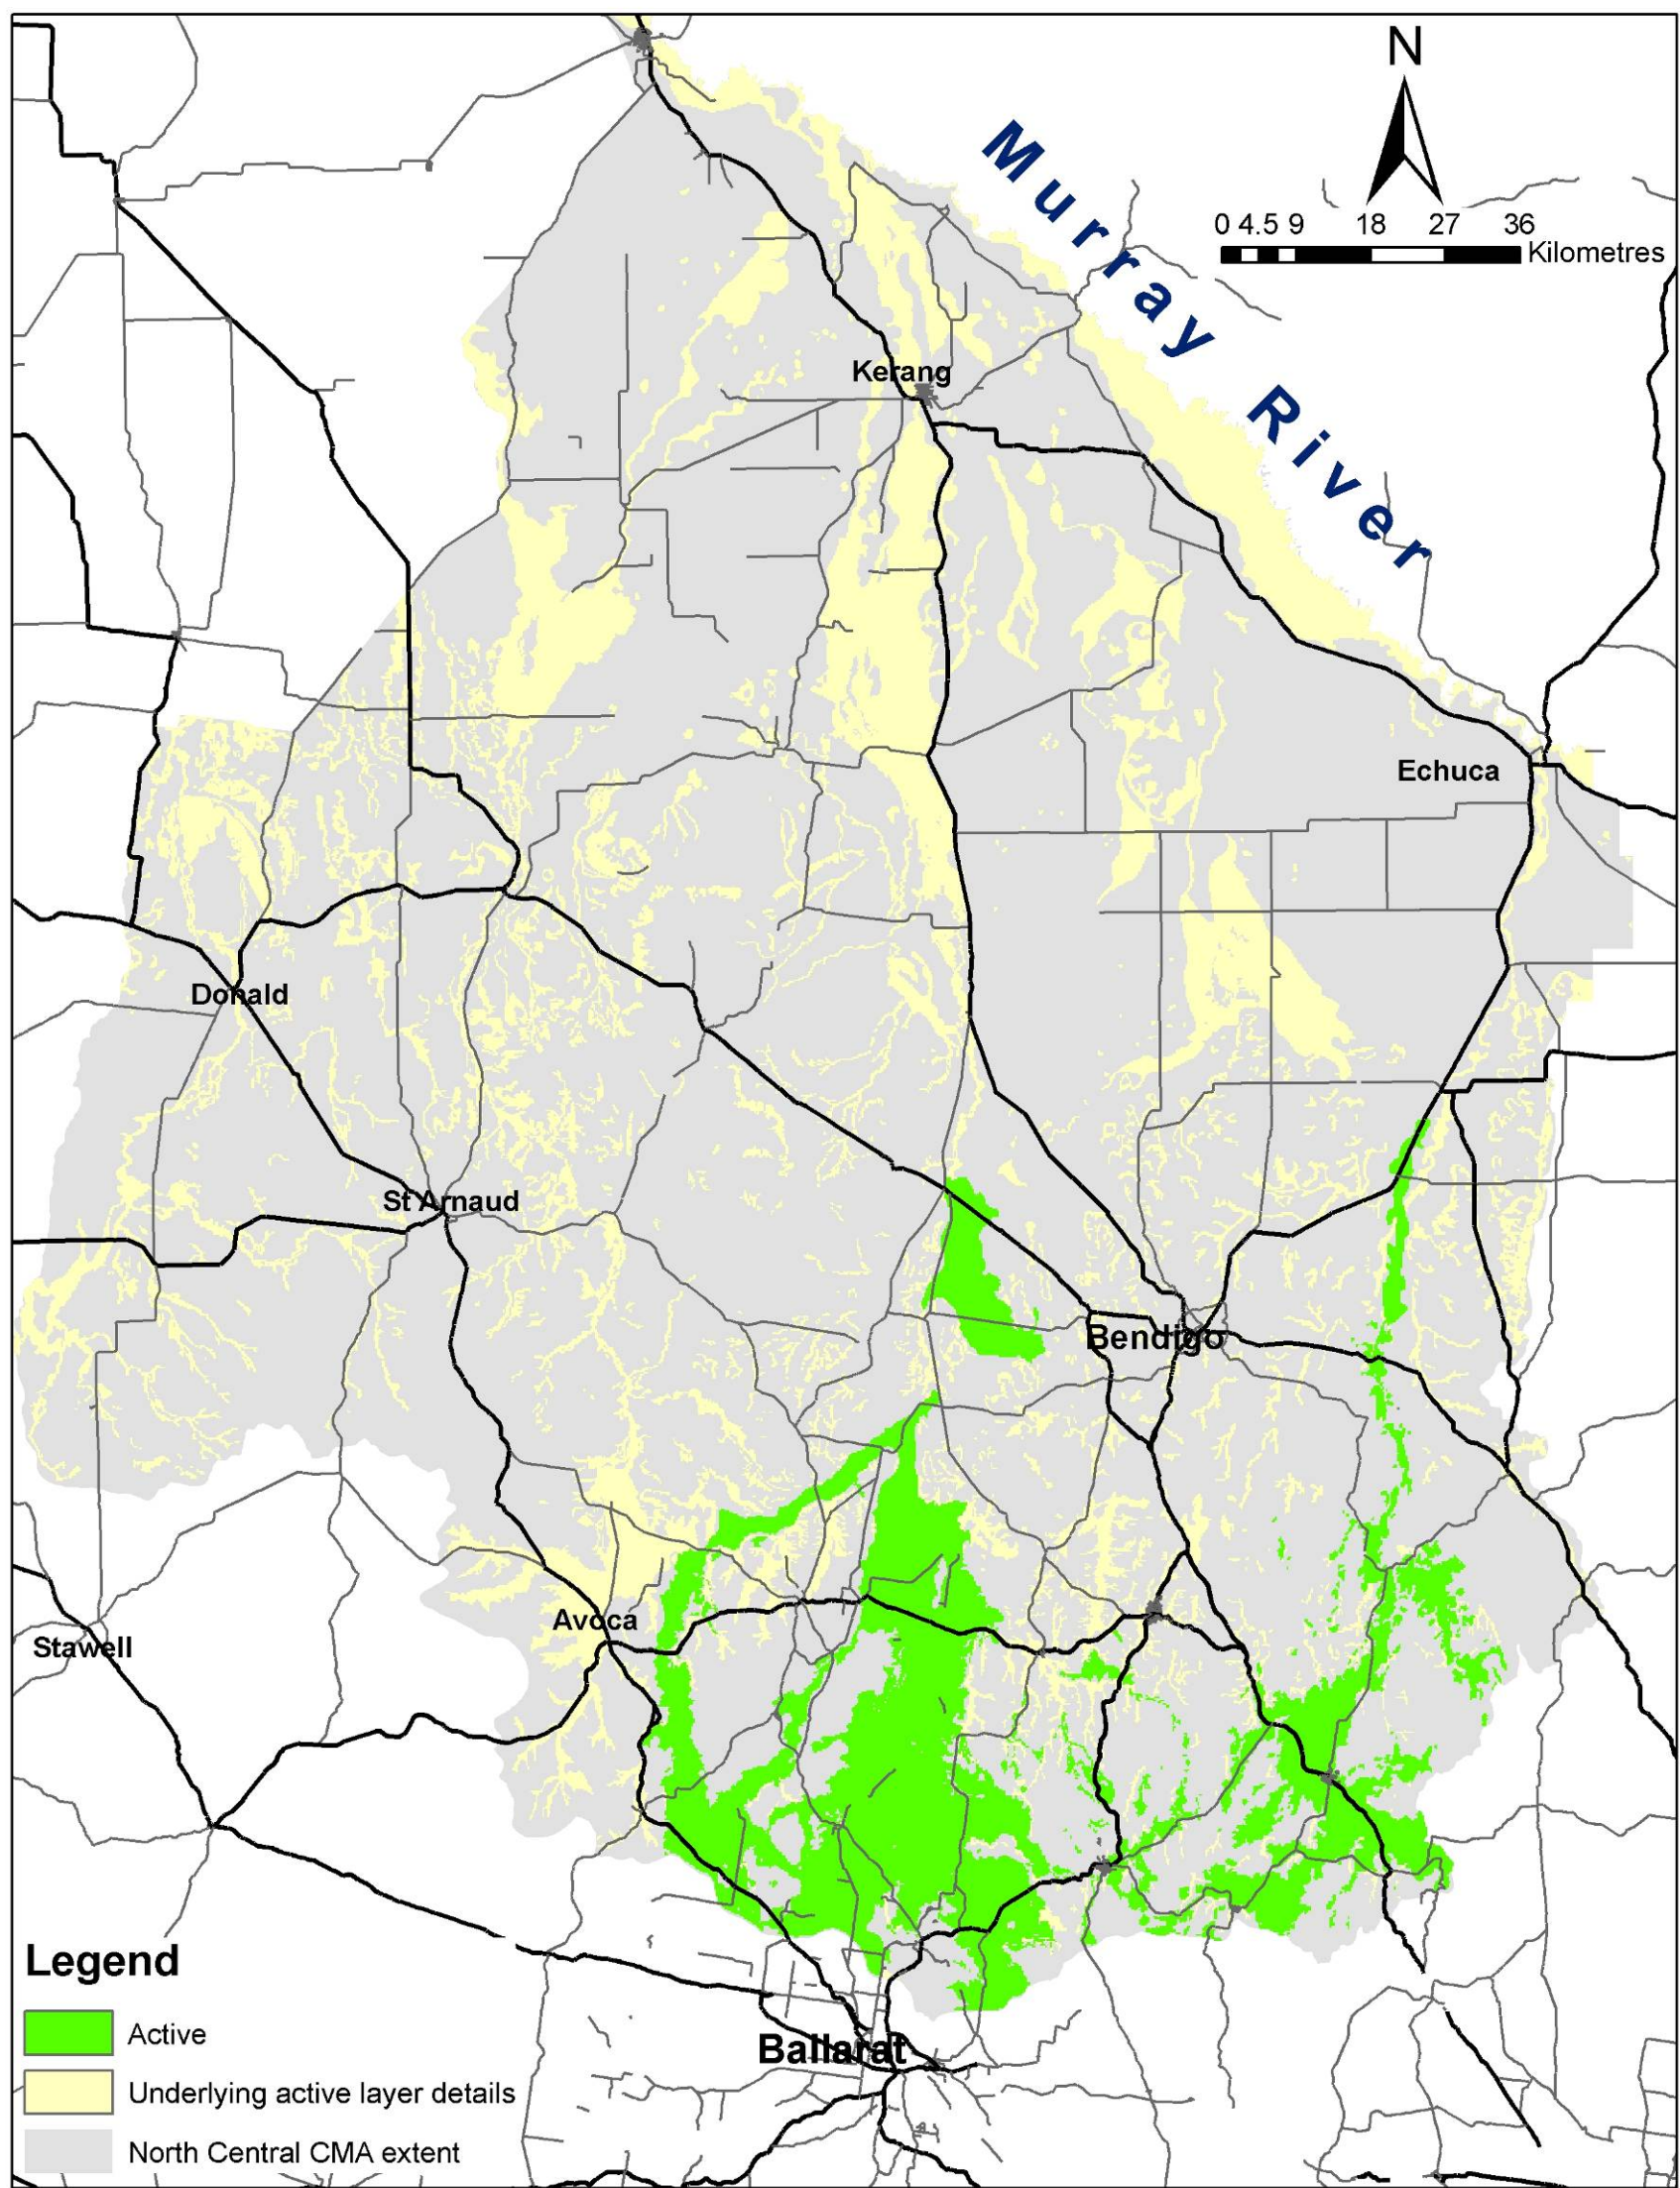 N
Murray River
0 4.5 9 18 27 36
Kilometres
Kerang
Echuca
Donald
St Arnaud
Bendigo
Avoca
Stawell
Ballarat
Legend
Active
Underlying active layer details
North Central CMA extent